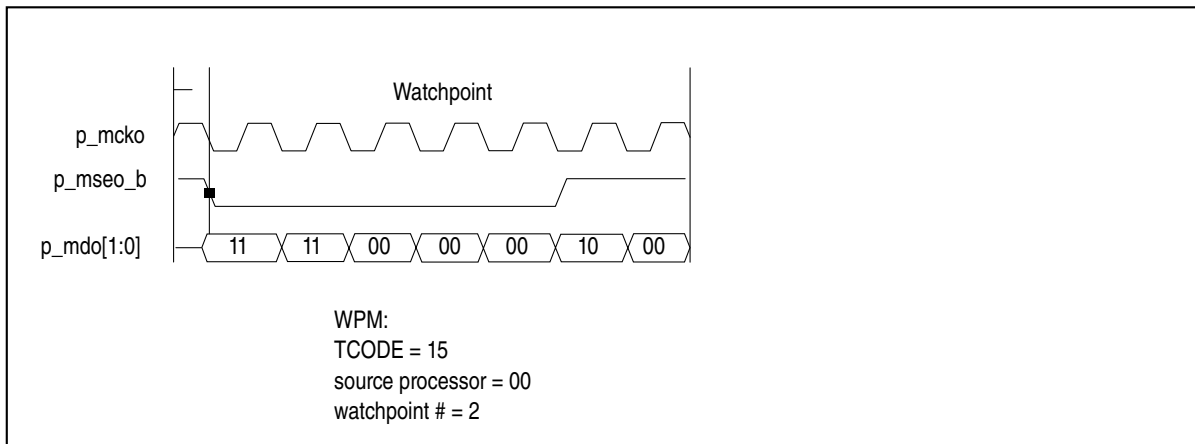 Watchpoint
p_mcko
p_mseo_b
p_mdo[1:0] 11 11 00 00 00 10 00
WPM:
TCODE = 15
source processor = 00
watchpoint # = 2